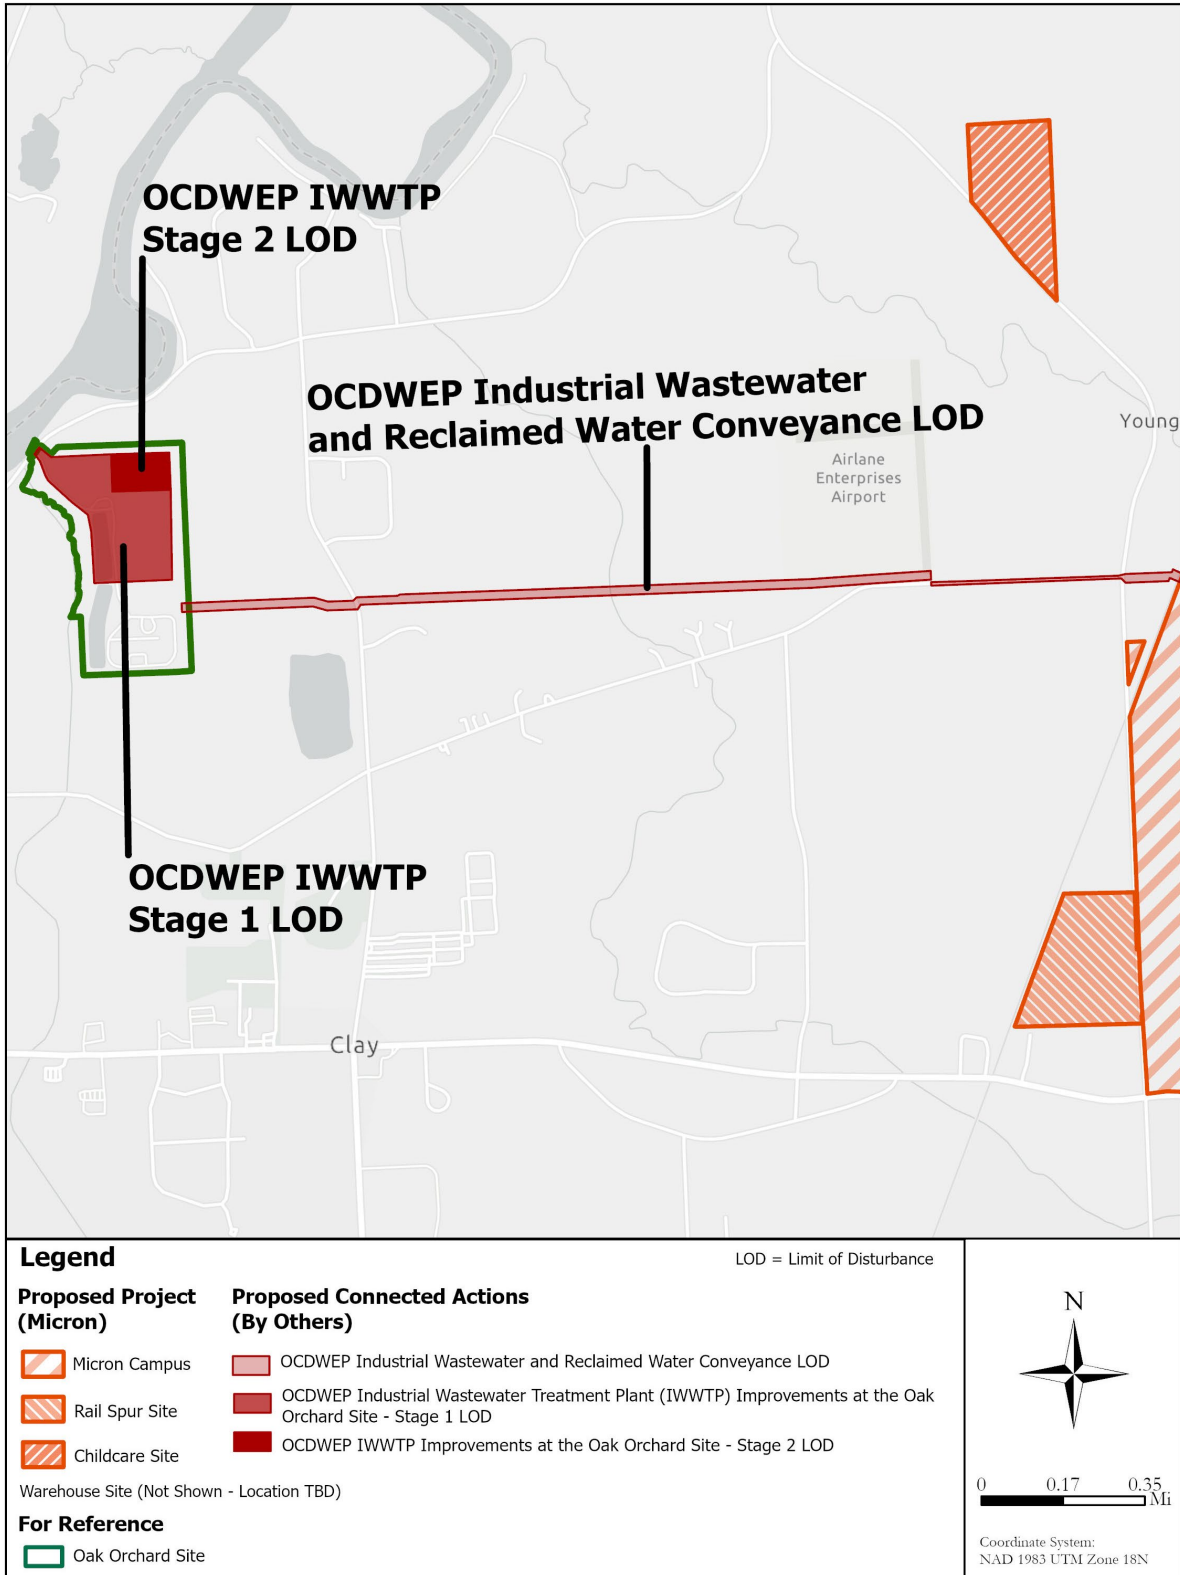 OCDWEP IWWTP
Stage 2 LOD
OCDWEP Industrial Wastewater
and Reclaimed Water Conveyance LOD
Young
Airlane
Enterprises
Airport
OCDWEP IWWTP
Stage 1 LOD
Clay
Legend
LOD = Limit of Disturbance
Proposed Project
(Micron)
Micron Campus
Rail Spur Site
Childcare Site
Warehouse Site (Not Shown - Location TBD)
For Reference
Oak Orchard Site
Proposed Connected Actions
(By Others)
OCDWEP Industrial Wastewater and Reclaimed Water Conveyance LOD
OCDWEP Industrial Wastewater Treatment Plant (IWWTP) Improvements at the Oak
Orchard Site - Stage 1 LOD
OCDWEP IWWTP Improvements at the Oak Orchard Site - Stage 2 LOD
N
0 0.17 0.35
Mi
Coordinate System:
NAD 1983 UTM Zone 18N